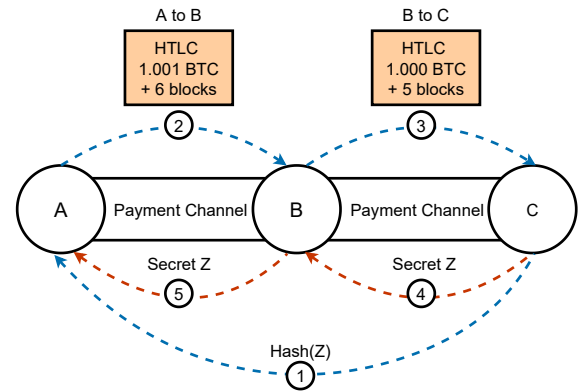 A to B
B to C
HTLC
1.001 BTC
+ 6 blocks
HTLC
1.000 BTC
+ 5 blocks
2
3
A
Payment Channel
B
Payment Channel
C
Secret Z
Secret Z
5
4
Hash(Z)
1